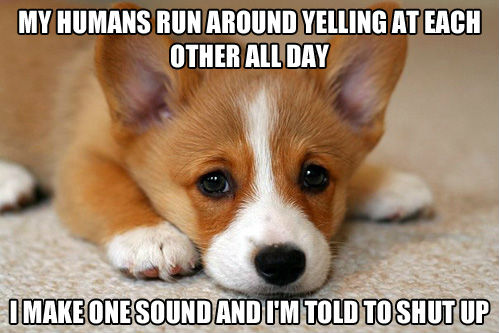 MY HUMANS RUN AROUND YELLING AT EACH
OTHER ALL DAY
I MAKE ONE SOUND AND I'M TOLD TO SHUT UP